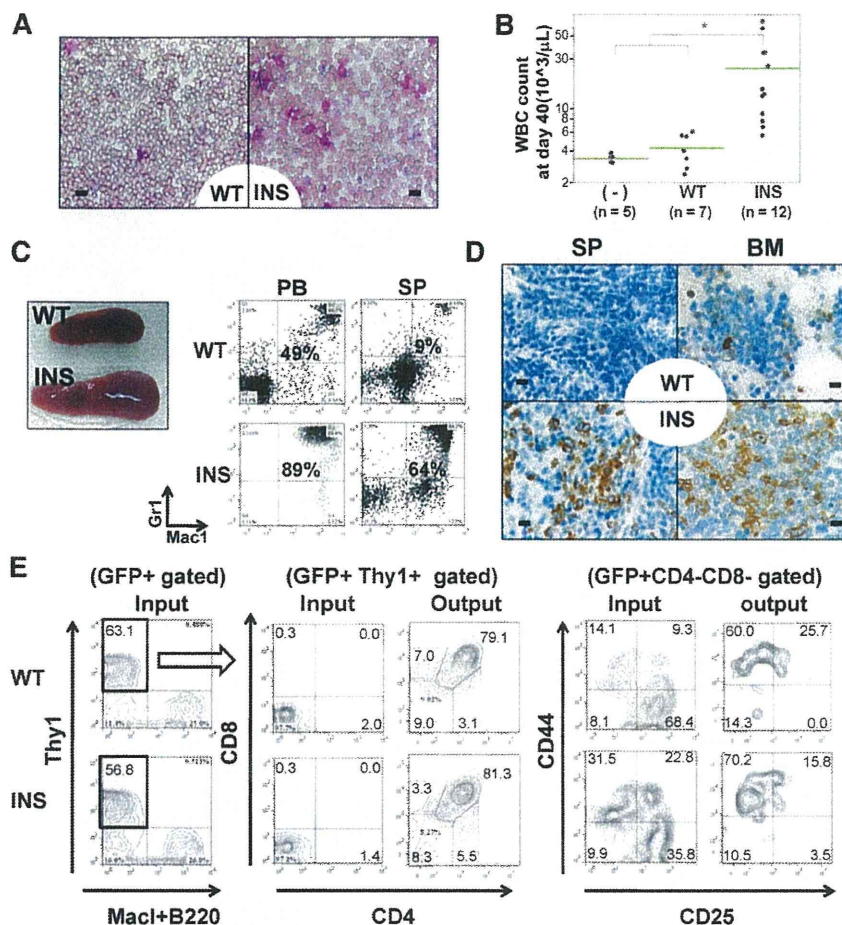 A
WT
INS
B
WBC count
at day 40(10^3/μL)
50
30
10
8
6
4
2
*
(-)
WT
INS
(n = 5)
(n = 7)
(n = 12)
C
WT
INS
PB
SP
WT
49%
9%
INS
89%
64%
Gr1
Mac1
D
SP
BM
WT
INS
E
(GFP+ gated)
(GFP+ Thy1+ gated)
(GFP+CD4-CD8- gated)
Input
Input
Output
Input
output
WT
63.1
0.3
0.0
2.0
7.0
79.1
9.0
3.1
14.1
9.3
8.1
68.4
60.0
25.7
14.3
0.0
INS
56.8
0.3
0.0
1.4
3.3
81.3
8.3
5.5
31.5
22.8
9.9
35.8
70.2
15.8
10.5
3.5
Thy1
CD8
CD44
MacI+B220
CD4
CD25